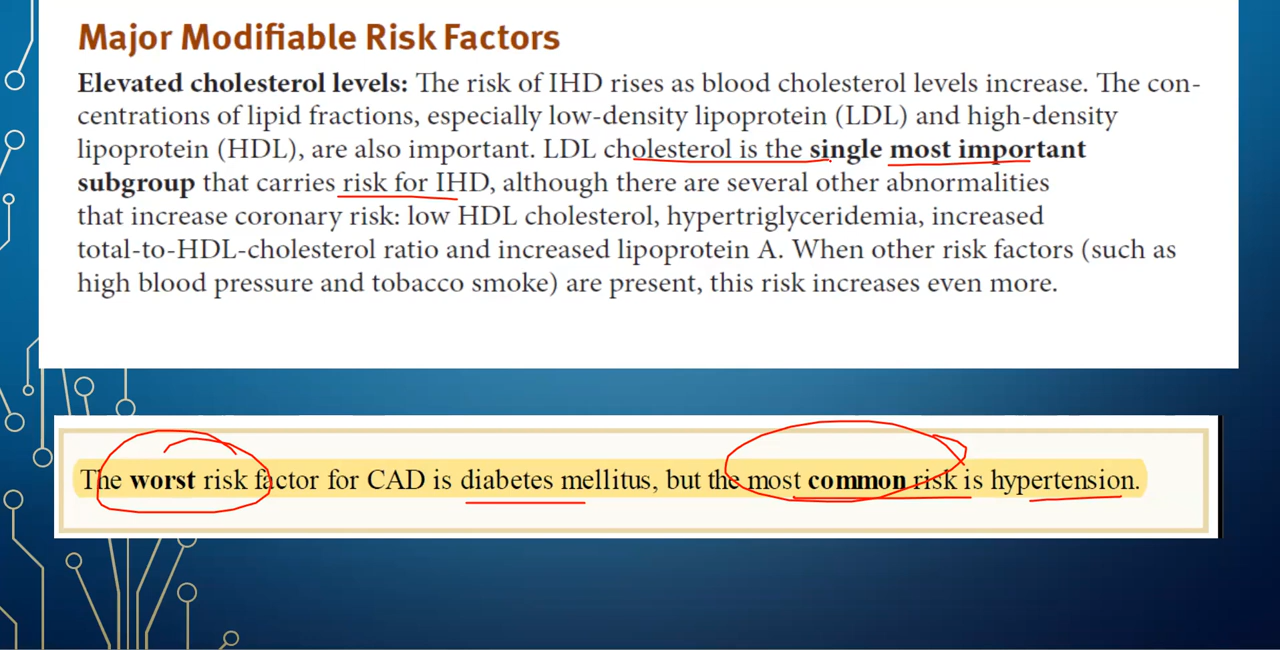 Major Modifiable Risk Factors
Elevated cholesterol levels: The risk of IHD rises as blood cholesterol levels increase. The con-
centrations of lipid fractions, especially low-density lipoprotein (LDL) and high-density
lipoprotein (HDL), are also important. LDL cholesterol is the single most important
subgroup that carries risk for IHD, although there are several other abnormalities
that increase coronary risk: low HDL cholesterol, hypertriglyceridemia, increased
total-to-HDL-cholesterol ratio and increased lipoprotein A. When other risk factors (such as
high blood pressure and tobacco smoke) are present, this risk increases even more.
The worst risk factor for CAD is diabetes mellitus, but the most common risk is hypertension.